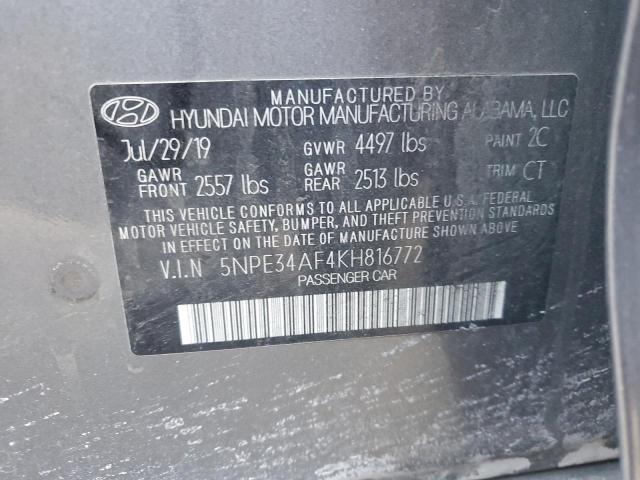 MANUFACTURED BY
HYUNDAI MOTOR MANUFACTURING ALABAMA, LLC
Jul/29/19 GVWR 4497 lbs PAINT 2C
GAWR FRONT 2557 lbs GAWR REAR 2513 lbs TRIM CT
THIS VEHICLE CONFORMS TO ALL APPLICABLE U.S.A. FEDERAL
MOTOR VEHICLE SAFETY, BUMPER, AND THEFT PREVENTION STANDARDS
IN EFFECT ON THE DATE OF MANUFACTURE SHOWN ABOVE.
V.I.N 5NPE34AF4KH816772
PASSENGER CAR